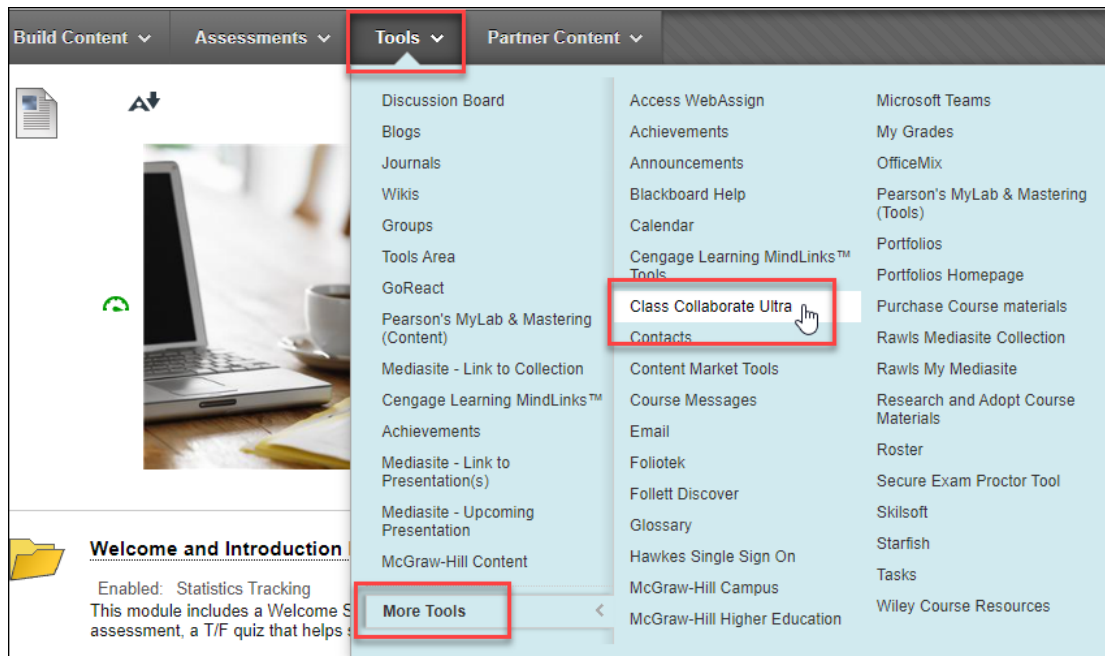 Build Content
Assessments
Tools
Partner Content
Discussion Board
Blogs
Journals
Wikis
Groups
Tools Area
GoReact
Pearson's MyLab & Mastering
(Content)
Mediasite - Link to Collection
Cengage Learning MindLinks™
Achievements
Mediasite - Link to
Presentation(s)
Mediasite - Upcoming
Presentation
McGraw-Hill Content
More Tools
Access WebAssign
Achievements
Announcements
Blackboard Help
Calendar
Cengage Learning MindLinks™
Tools
Class Collaborate Ultra
Contacts
Content Market Tools
Course Messages
Email
Foliotek
Follett Discover
Glossary
Hawkes Single Sign On
McGraw-Hill Campus
McGraw-Hill Higher Education
Microsoft Teams
My Grades
OfficeMix
Pearson's MyLab & Mastering
(Tools)
Portfolios
Portfolios Homepage
Purchase Course materials
Rawls Mediasite Collection
Rawls My Mediasite
Research and Adopt Course
Materials
Roster
Secure Exam Proctor Tool
Skilsoft
Starfish
Tasks
Wiley Course Resources
Welcome and Introduction
Enabled: Statistics Tracking
This module includes a Welcome S
assessment, a T/F quiz that helps